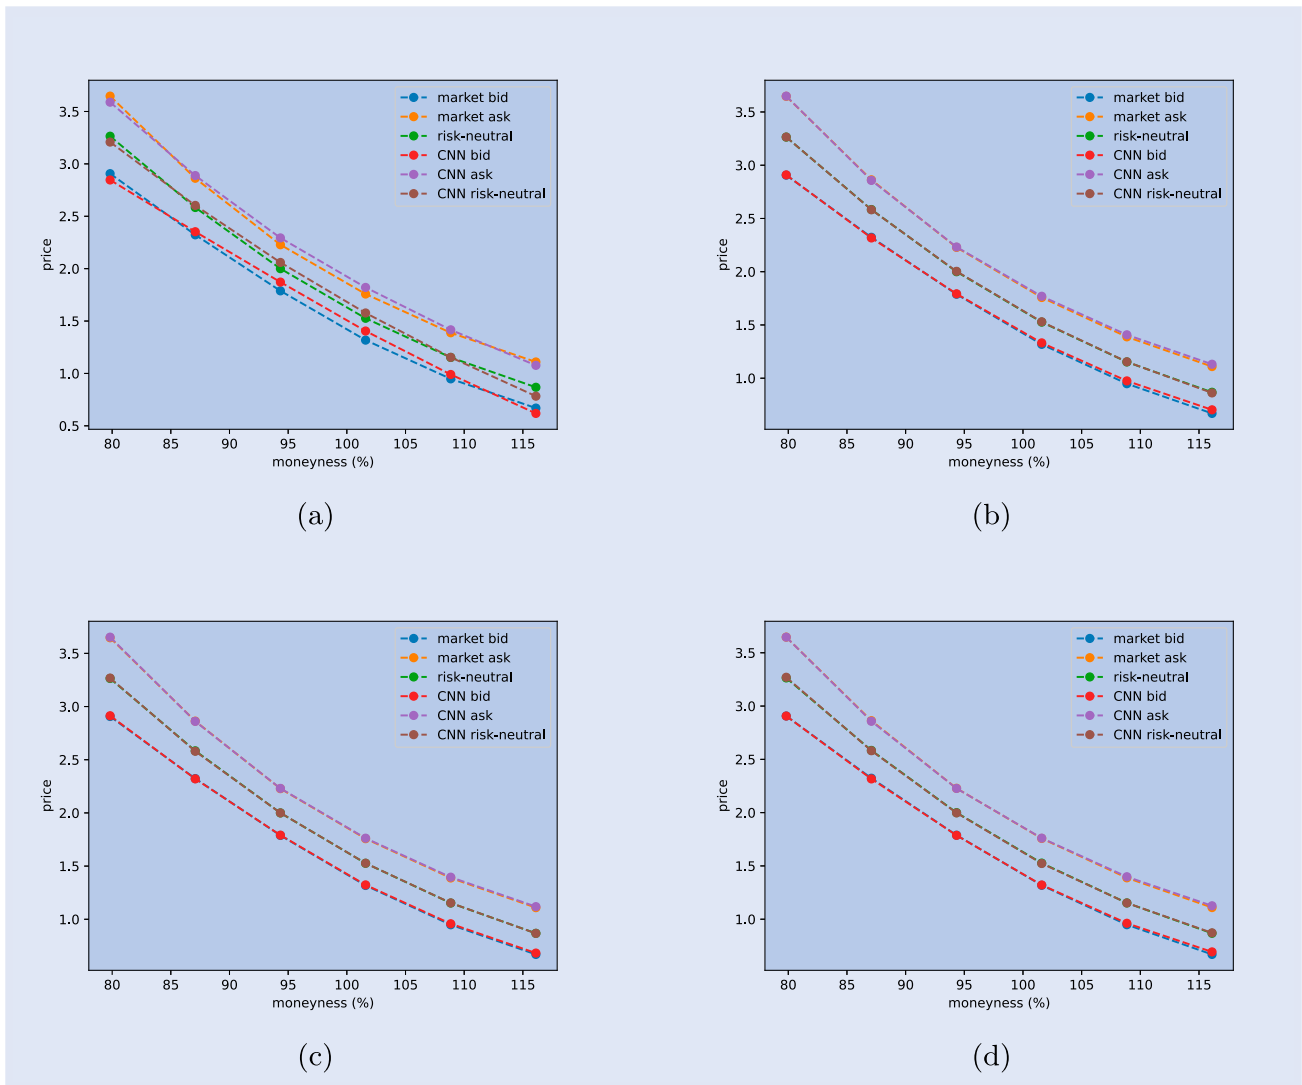 3.5
3.0
2.5
2.0
1.5
1.0
0.5
price
80 85 90 95 100 105 110 115
moneyness (%)
market bid
market ask
risk-neutral
CNN bid
CNN ask
CNN risk-neutral
(a)
3.5
3.0
2.5
2.0
1.5
1.0
price
80 85 90 95 100 105 110 115
moneyness (%)
market bid
market ask
risk-neutral
CNN bid
CNN ask
CNN risk-neutral
(b)
3.5
3.0
2.5
2.0
1.5
1.0
price
80 85 90 95 100 105 110 115
moneyness (%)
market bid
market ask
risk-neutral
CNN bid
CNN ask
CNN risk-neutral
(c)
3.5
3.0
2.5
2.0
1.5
1.0
price
80 85 90 95 100 105 110 115
moneyness (%)
market bid
market ask
risk-neutral
CNN bid
CNN ask
CNN risk-neutral
(d)